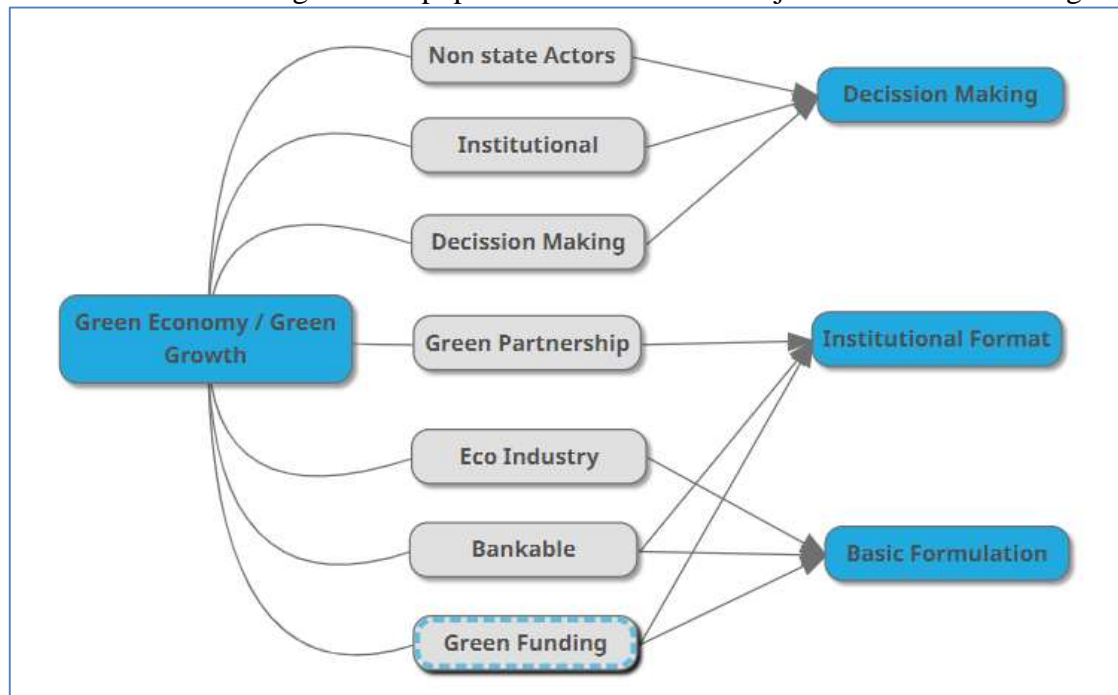 Non state Actors
Decission Making
Institutional
Decission Making
Green Economy / Green
Growth
Green Partnership
Institutional Format
Eco Industry
Bankable
Basic Formulation
Green Funding